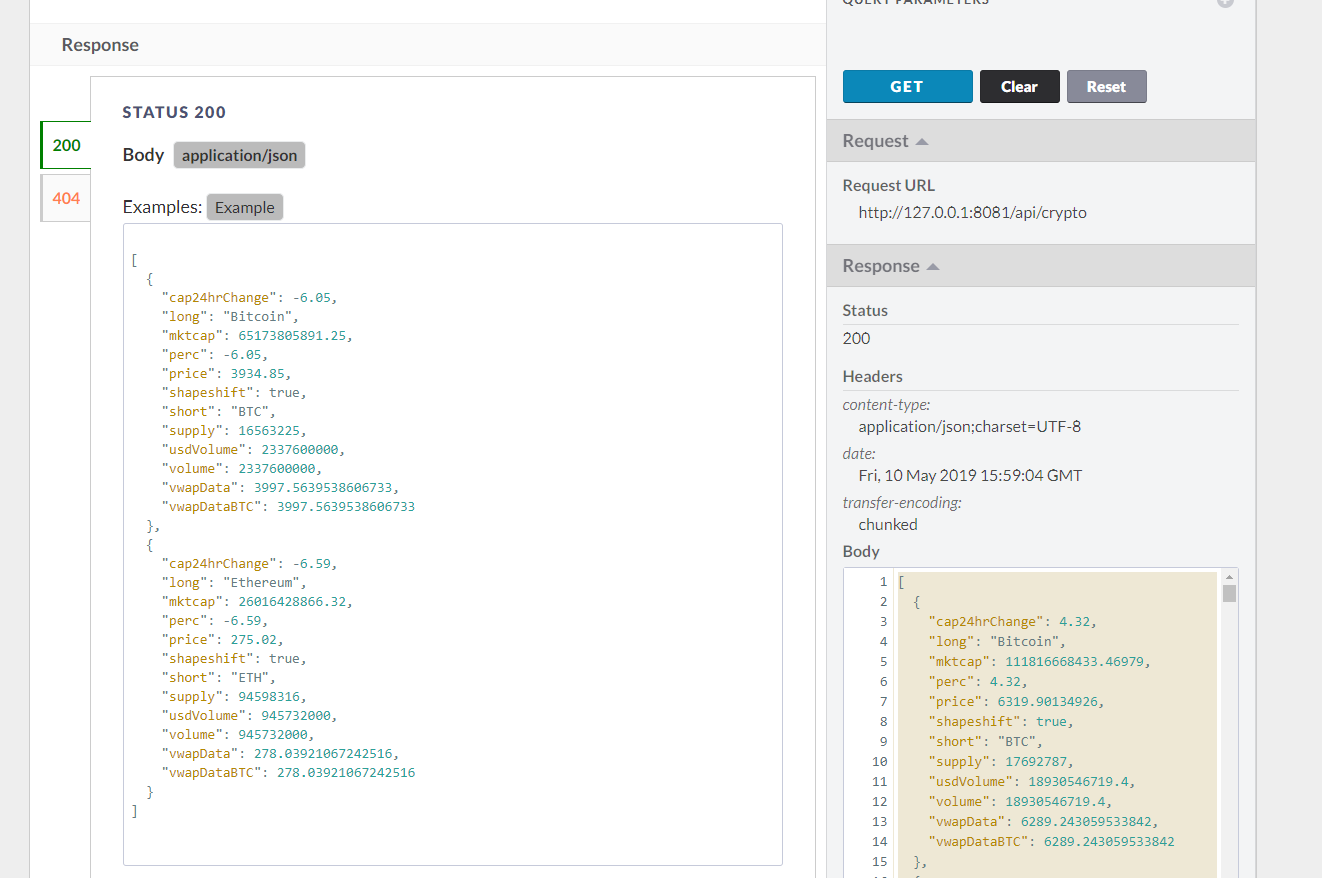 Response
200
404
STATUS 200
Body application/json
Examples: Example
[
{
"cap24hrChange": -6.05,
"long": "Bitcoin",
"mktcap": 65173805891.25,
"perc": -6.05,
"price": 3934.85,
"shapeshift": true,
"short": "BTC",
"supply": 16563225,
"usdVolume": 2337600000,
"volume": 2337600000,
"vwapData": 3997.5639538606733,
"vwapDataBTC": 3997.5639538606733
},
{
"cap24hrChange": -6.59,
"long": "Ethereum",
"mktcap": 26016428866.32,
"perc": -6.59,
"price": 275.02,
"shapeshift": true,
"short": "ETH",
"supply": 94598316,
"usdVolume": 945732000,
"volume": 945732000,
"vwapData": 278.03921067242516,
"vwapDataBTC": 278.03921067242516
}
]
QUERY PARAMETERS
GET Clear Reset
Request
Request URL
http://127.0.0.1:8081/api/crypto
Response
Status
200
Headers
content-type:
application/json;charset=UTF-8
date:
Fri, 10 May 2019 15:59:04 GMT
transfer-encoding:
chunked
Body
1 [
2 {
3 "cap24hrChange": 4.32,
4 "long": "Bitcoin",
5 "mktcap": 111816668433.46979,
6 "perc": 4.32,
7 "price": 6319.90134926,
8 "shapeshift": true,
9 "short": "BTC",
10 "supply": 17692787,
11 "usdVolume": 18930546719.4,
12 "volume": 18930546719.4,
13 "vwapData": 6289.243059533842,
14 "vwapDataBTC": 6289.243059533842
15 },